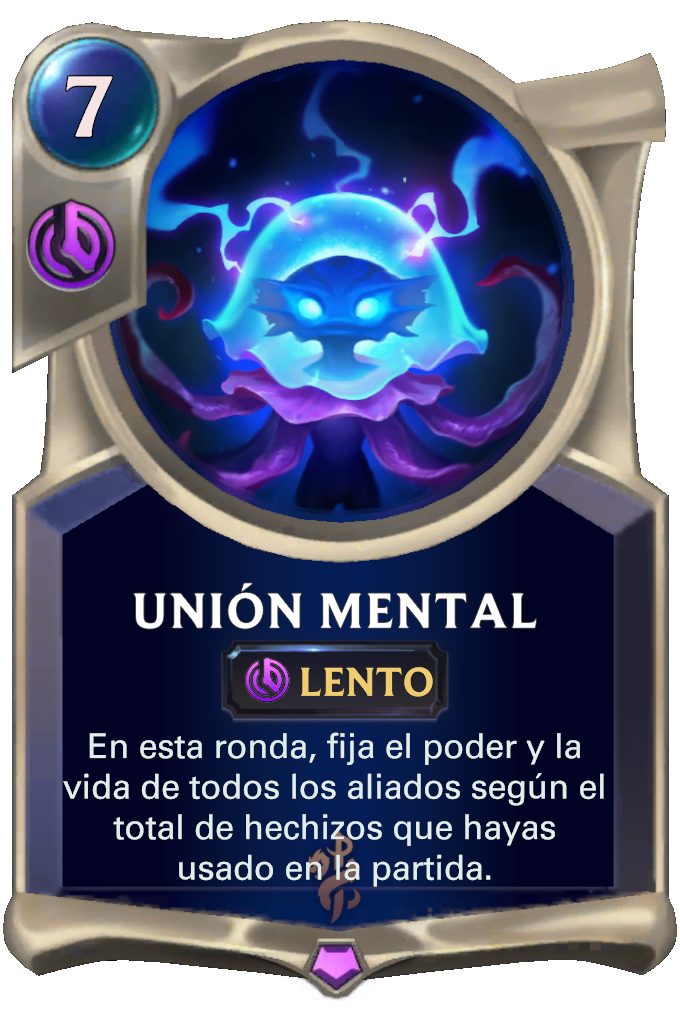 7
UNIÓN MENTAL
LENTO
En esta ronda, fija el poder y la
vida de todos los aliados según el
total de hechizos que hayas
usado en la partida.